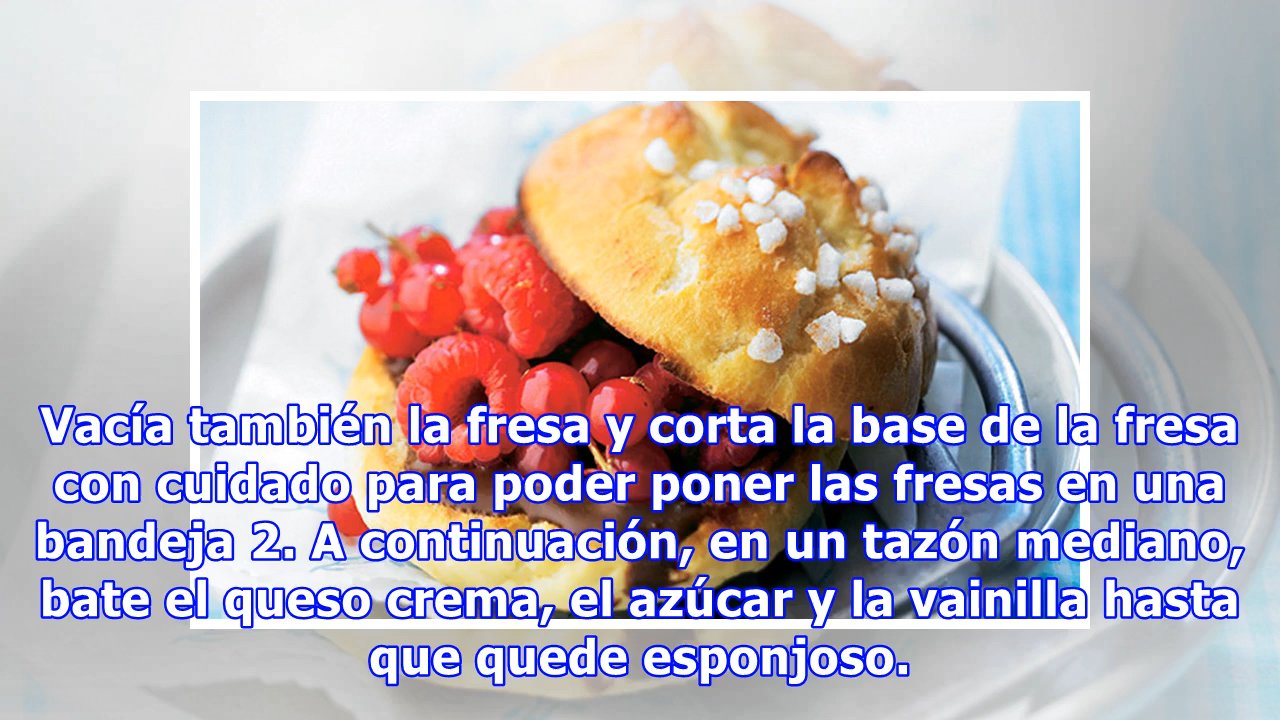 Vacía también la fresa y corta la base de la fresa
con cuidado para poder poner las fresas en una
bandeja 2. A continuación, en un tazón mediano,
bate el queso crema, el azúcar y la vainilla hasta
que quede esponjoso.